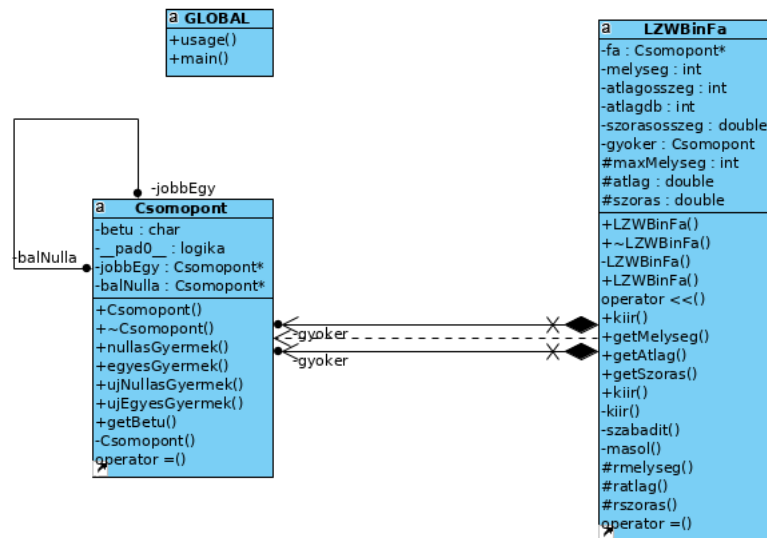 a GLOBAL
+usage()
+main()
-jobbEgy
-balNulla
a Csomopont
-betu : char
-__pad0__ : logika
-jobbEgy : Csomopont*
-balNulla : Csomopont*
+Csomopont()
+~Csomopont()
+nullasGyermek()
+egyesGyermek()
+ujNullasGyermek()
+ujEgyesGyermek()
+getBetu()
-Csomopont()
operator =()
-gyoker
-gyoker
a LZWBinFa
-fa : Csomopont*
-melyseg : int
-atlagosszeg : int
-atlagdb : int
-szorasosszeg : double
-gyoker : Csomopont
#maxMelyseg : int
#atlag : double
#szoras : double
+LZWBinFa()
+~LZWBinFa()
-LZWBinFa()
+LZWBinFa()
operator <<()
+kiir()
+getMelyseg()
+getAtlag()
+getSzoras()
+kiir()
-kiir()
-szabadit()
-masol()
#rmelyseg()
#ratlag()
#rszoras()
operator =()